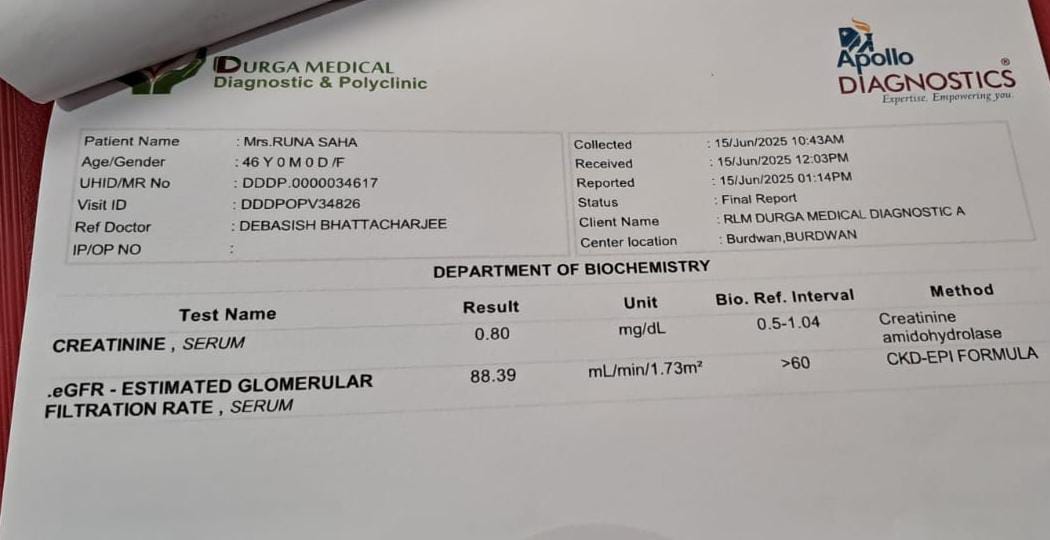 DURGA MEDICAL
Diagnostic & Polyclinic
Apollo
DIAGNOSTICS®
Expertise. Empowering you.
Patient Name : Mrs.RUNA SAHA
Age/Gender : 46 Y 0 M 0 D /F
UHID/MR No : DDDP.0000034617
Visit ID : DDDPOPV34826
Ref Doctor : DEBASISH BHATTACHARJEE
IP/OP NO :
Collected : 15/Jun/2025 10:43AM
Received : 15/Jun/2025 12:03PM
Reported : 15/Jun/2025 01:14PM
Status : Final Report
Client Name : RLM DURGA MEDICAL DIAGNOSTIC A
Center location : Burdwan,BURDWAN
DEPARTMENT OF BIOCHEMISTRY
Test Name Result Unit Bio. Ref. Interval Method
CREATININE , SERUM 0.80 mg/dL 0.5-1.04 Creatinine
amidohydrolase
.eGFR - ESTIMATED GLOMERULAR 88.39 mL/min/1.73m² >60 CKD-EPI FORMULA
FILTRATION RATE , SERUM